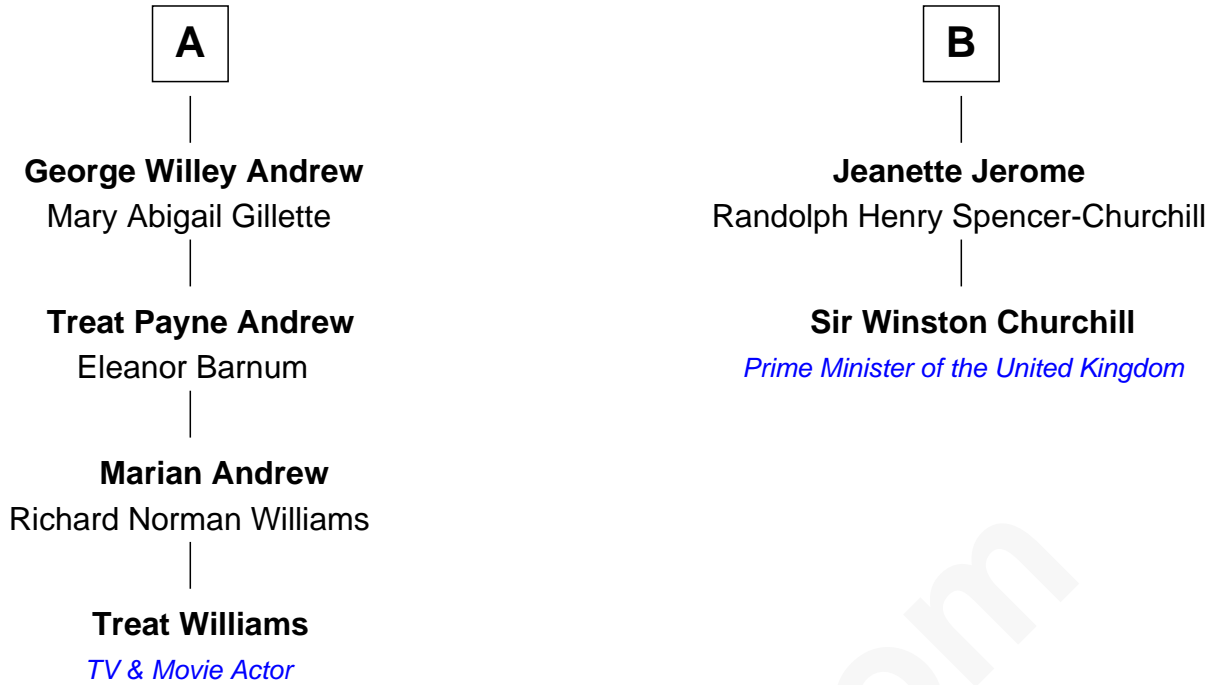 A
George Willey Andrew
Mary Abigail Gillette
Treat Payne Andrew
Eleanor Barnum
Marian Andrew
Richard Norman Williams
Treat Williams
TV & Movie Actor
B
Jeanette Jerome
Randolph Henry Spencer-Churchill
Sir Winston Churchill
Prime Minister of the United Kingdom
om